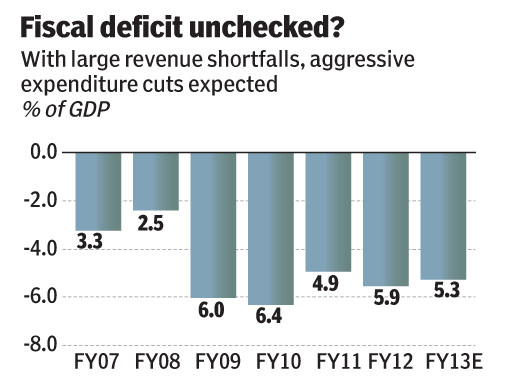 Fiscal deficit unchecked?
With large revenue shortfalls, aggressive
expenditure cuts expected
% of GDP
0.0
-2.0
-4.0
-6.0
-8.0
3.3
2.5
6.0
6.4
4.9
5.9
5.3
FY07 FY08 FY09 FY10 FY11 FY12 FY13E